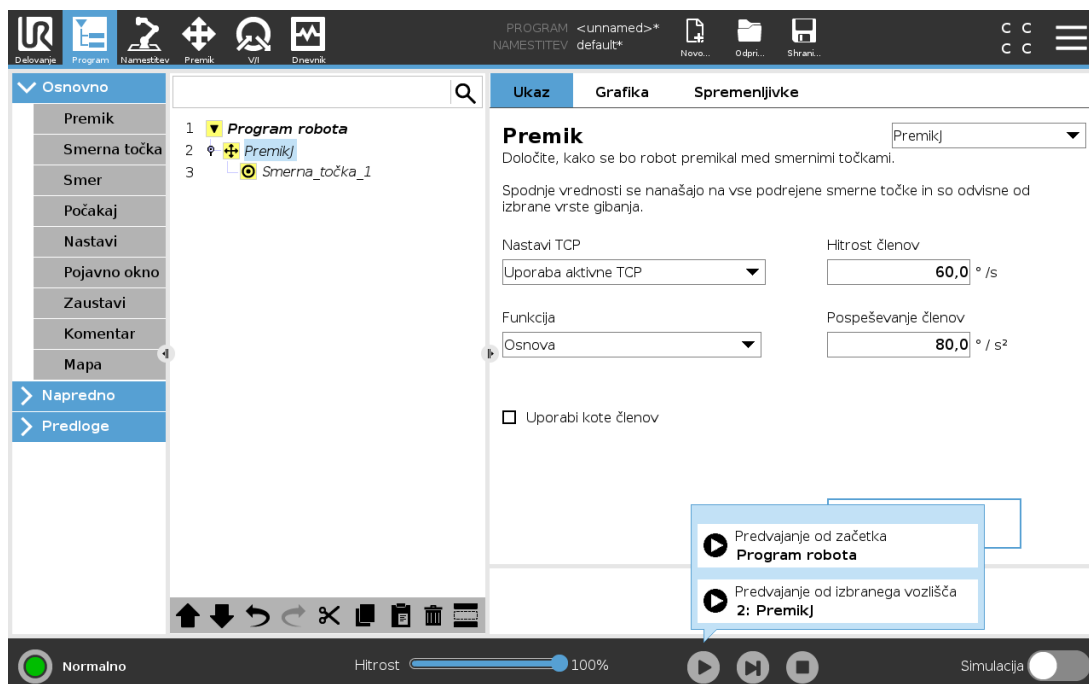 PROGRAM <unnamed>*
NAMESTITEV default*
Delovanje
Program
Namestitev
Premik
V/I
Dnevnik
Novo...
Odpri...
Shrani...
C C
C C
Osnovno
Premik
Smerna točka
Smer
Počakaj
Nastavi
Pojavno okno
Zaustavi
Komentar
Mapa
Napredno
Predloge
1 Program robota
2 PremikJ
3 Smerna_točka_1
Ukaz
Grafika
Spremenljivke
Premik
PremikJ
Določite, kako se bo robot premikal med smernimi točkami.
Spodnje vrednosti se nanašajo na vse podrejene smerne točke in so odvisne od
izbrane vrste gibanja.
Nastavi TCP
Hitrost členov
Uporaba aktivne TCP
60,0 °/s
Funkcija
Pospeševanje členov
Osnova
80,0 °/ s²
Uporabi kote členov
Predvajanje od začetka
Program robota
Predvajanje od izbranega vozlišča
2: PremikJ
Normalno
Hitrost
100%
Simulacija